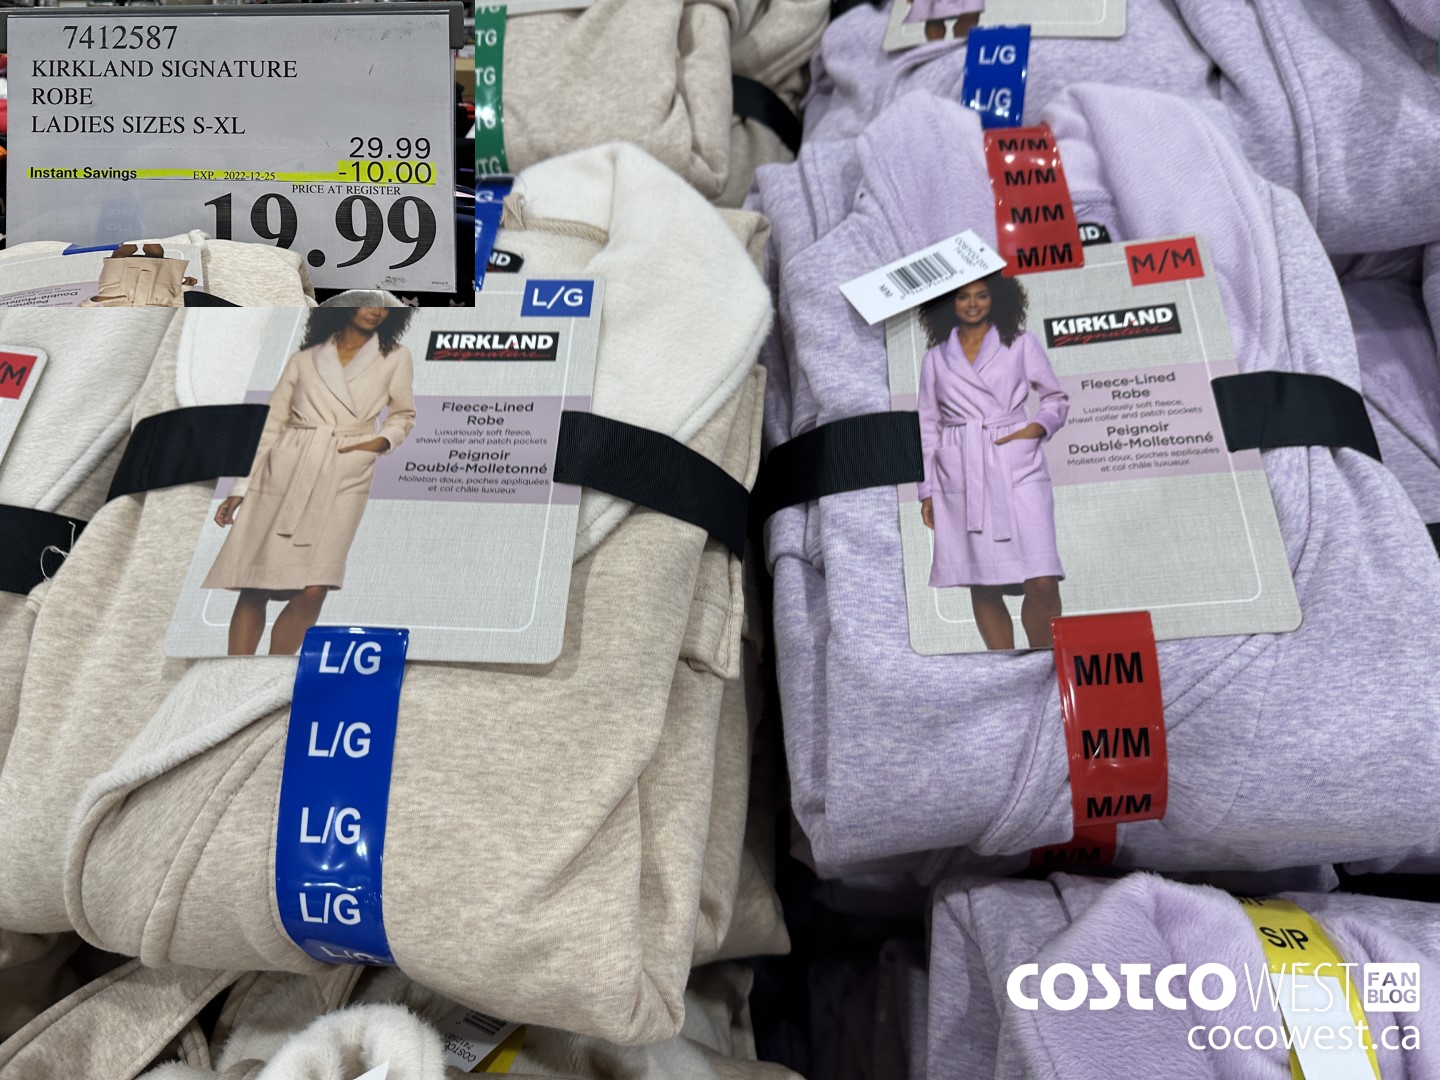 7412587
KIRKLAND SIGNATURE
ROBE
LADIES SIZES S-XL
29.99
Instant Savings EXP. 2022-12-25 -10.00
PRICE AT REGISTER
19.99
TG
TG
TG
TG
L/G
L/G
M/M
M/M
M/M
M/M
L/G
KIRKLAND
Signature
Fleece-Lined
Robe
Luxuriously soft fleece,
shawl collar and patch pockets
Peignoir
Doublé-Molletonné
Molleton doux, poches appliquées
et col châle luxueux
L/G
L/G
L/G
L/G
M/M
KIRKLAND
Signature
Fleece-Lined
Robe
Luxuriously soft fleece,
shawl collar and patch pockets
Peignoir
Doublé-Molletonné
Molleton doux, poches appliquées
et col châle luxueux
M/M
M/M
M/M
M/M
S/P
COSTCO WEST FAN BLOG
cocowest.ca